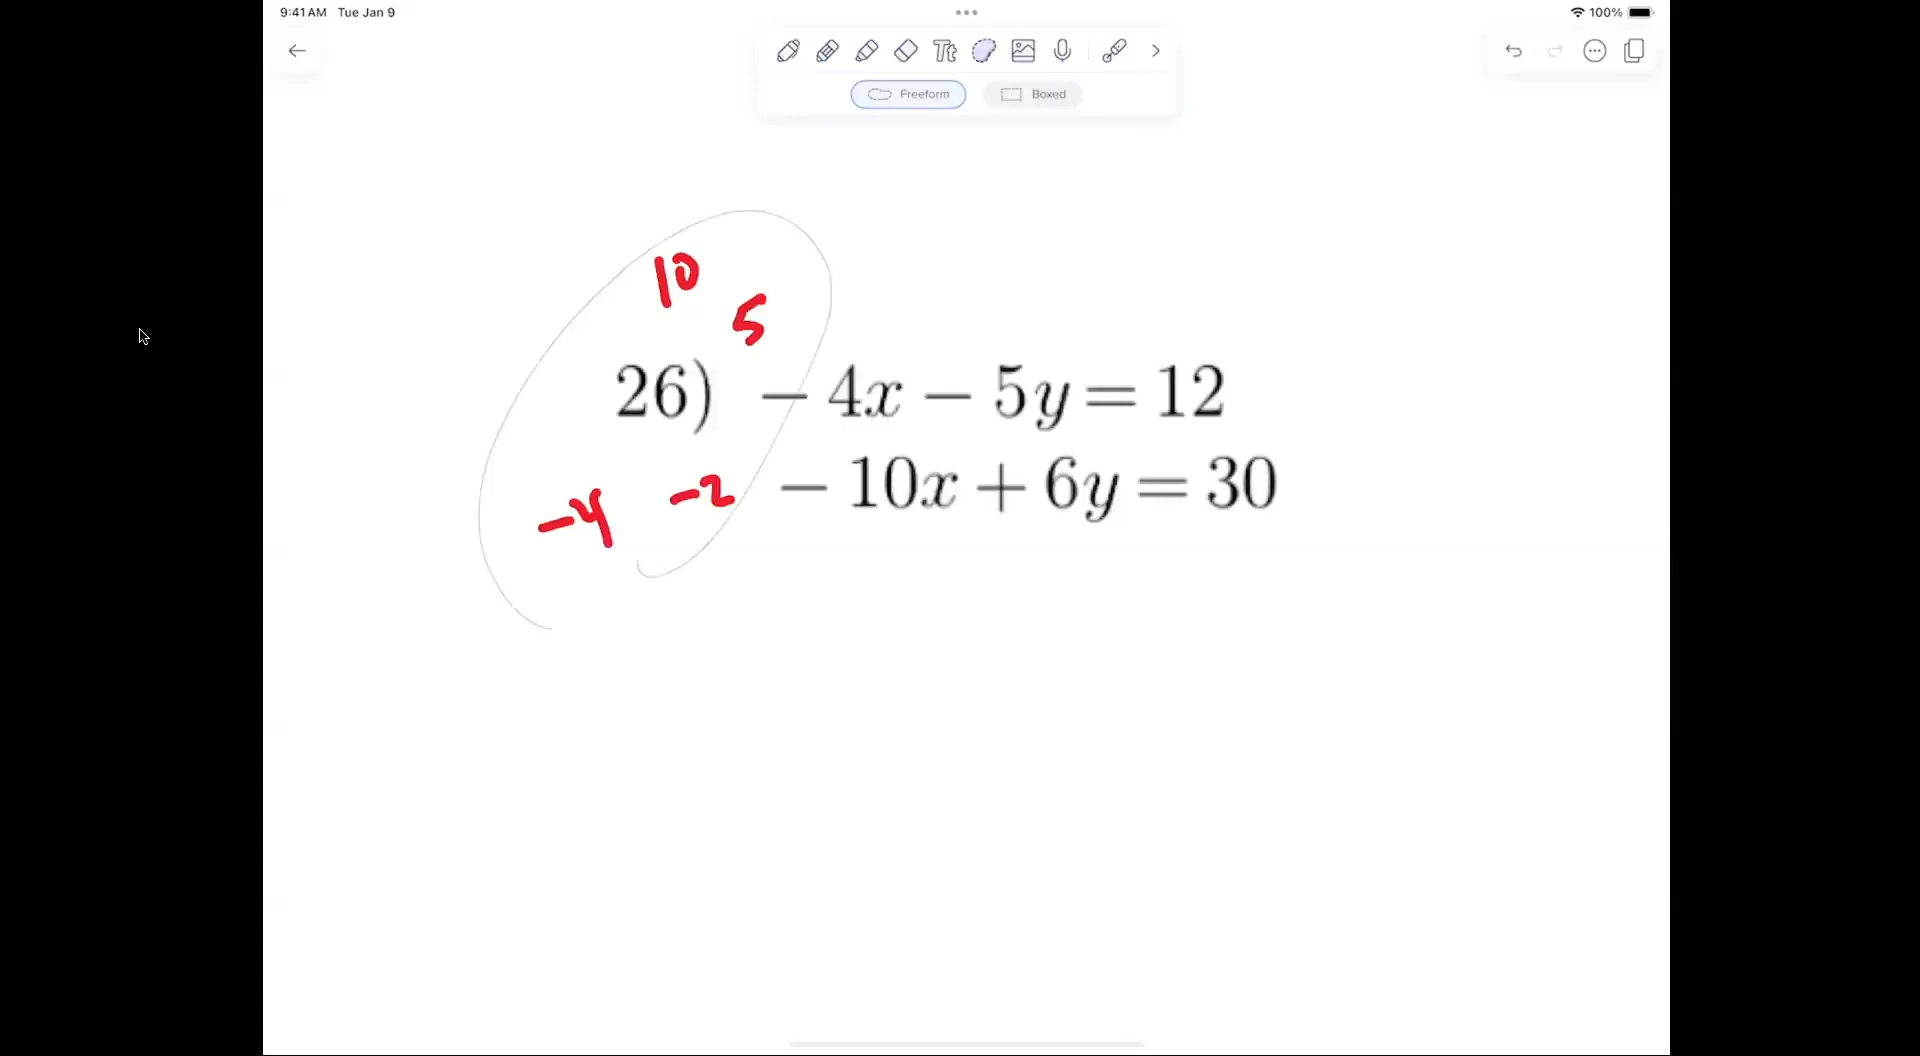 9:41 AM Tue Jan 9
100%
Tt
Freeform Boxed
10
5
26) − 4x − 5y = 12
−4 −2 − 10x + 6y = 30